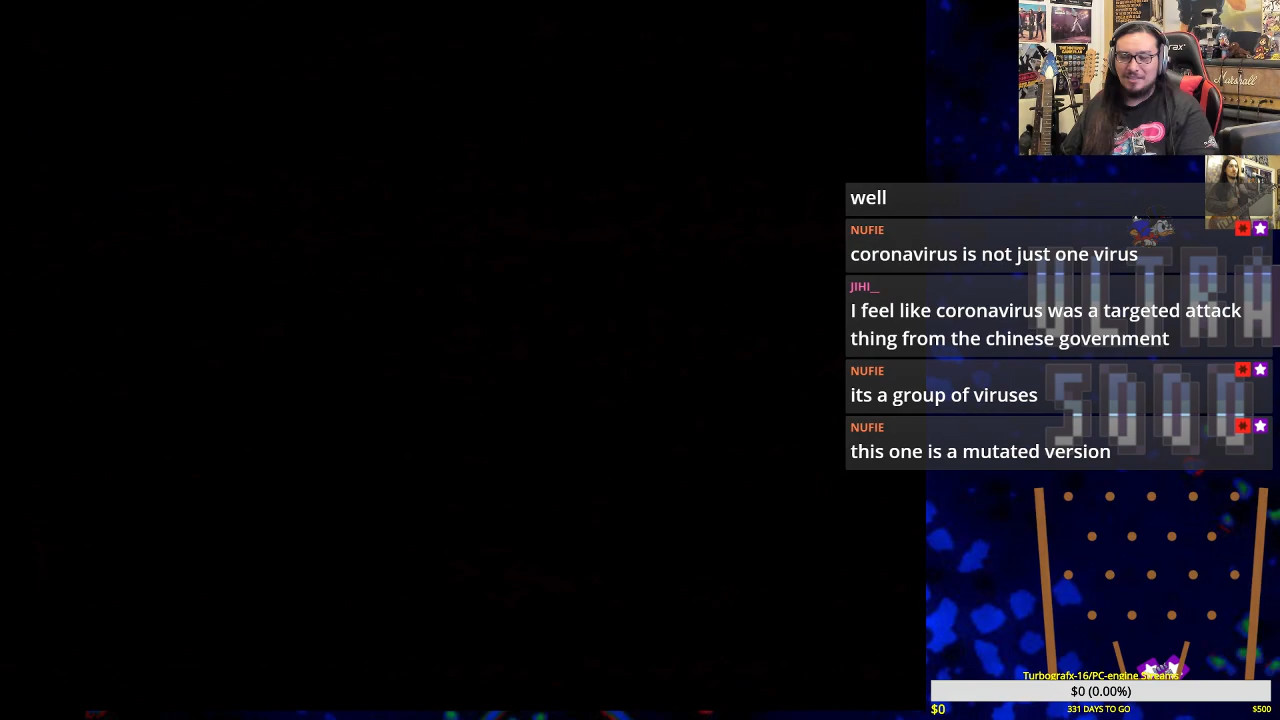 Marshall
well
NUFIE
coronavirus is not just one virus
JIHI__
I feel like coronavirus was a targeted attack
thing from the chinese government
NUFIE
its a group of viruses
NUFIE
this one is a mutated version
ULTRA
5000
Turbografx-16/PC-engine Streams
$0 (0.00%)
$0
331 DAYS TO GO
$500